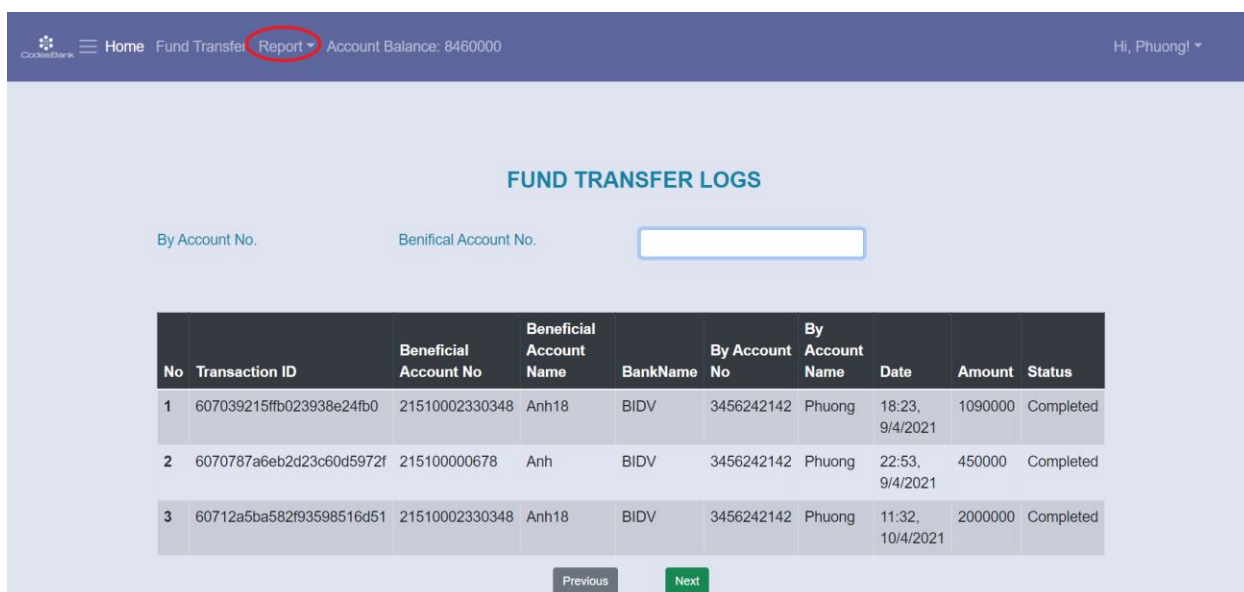 CodeeBank Home Fund Transfer Report Account Balance: 8460000 Hi, Phuong!
FUND TRANSFER LOGS
By Account No. Benifical Account No.
No Transaction ID Beneficial Account No Beneficial Account Name BankName By Account No By Account Name Date Amount Status
1 607039215ffb023938e24fb0 21510002330348 Anh18 BIDV 3456242142 Phuong 18:23, 9/4/2021 1090000 Completed
2 6070787a6eb2d23c60d5972f 215100000678 Anh BIDV 3456242142 Phuong 22:53, 9/4/2021 450000 Completed
3 60712a5ba582f93598516d51 21510002330348 Anh18 BIDV 3456242142 Phuong 11:32, 10/4/2021 2000000 Completed
Previous Next